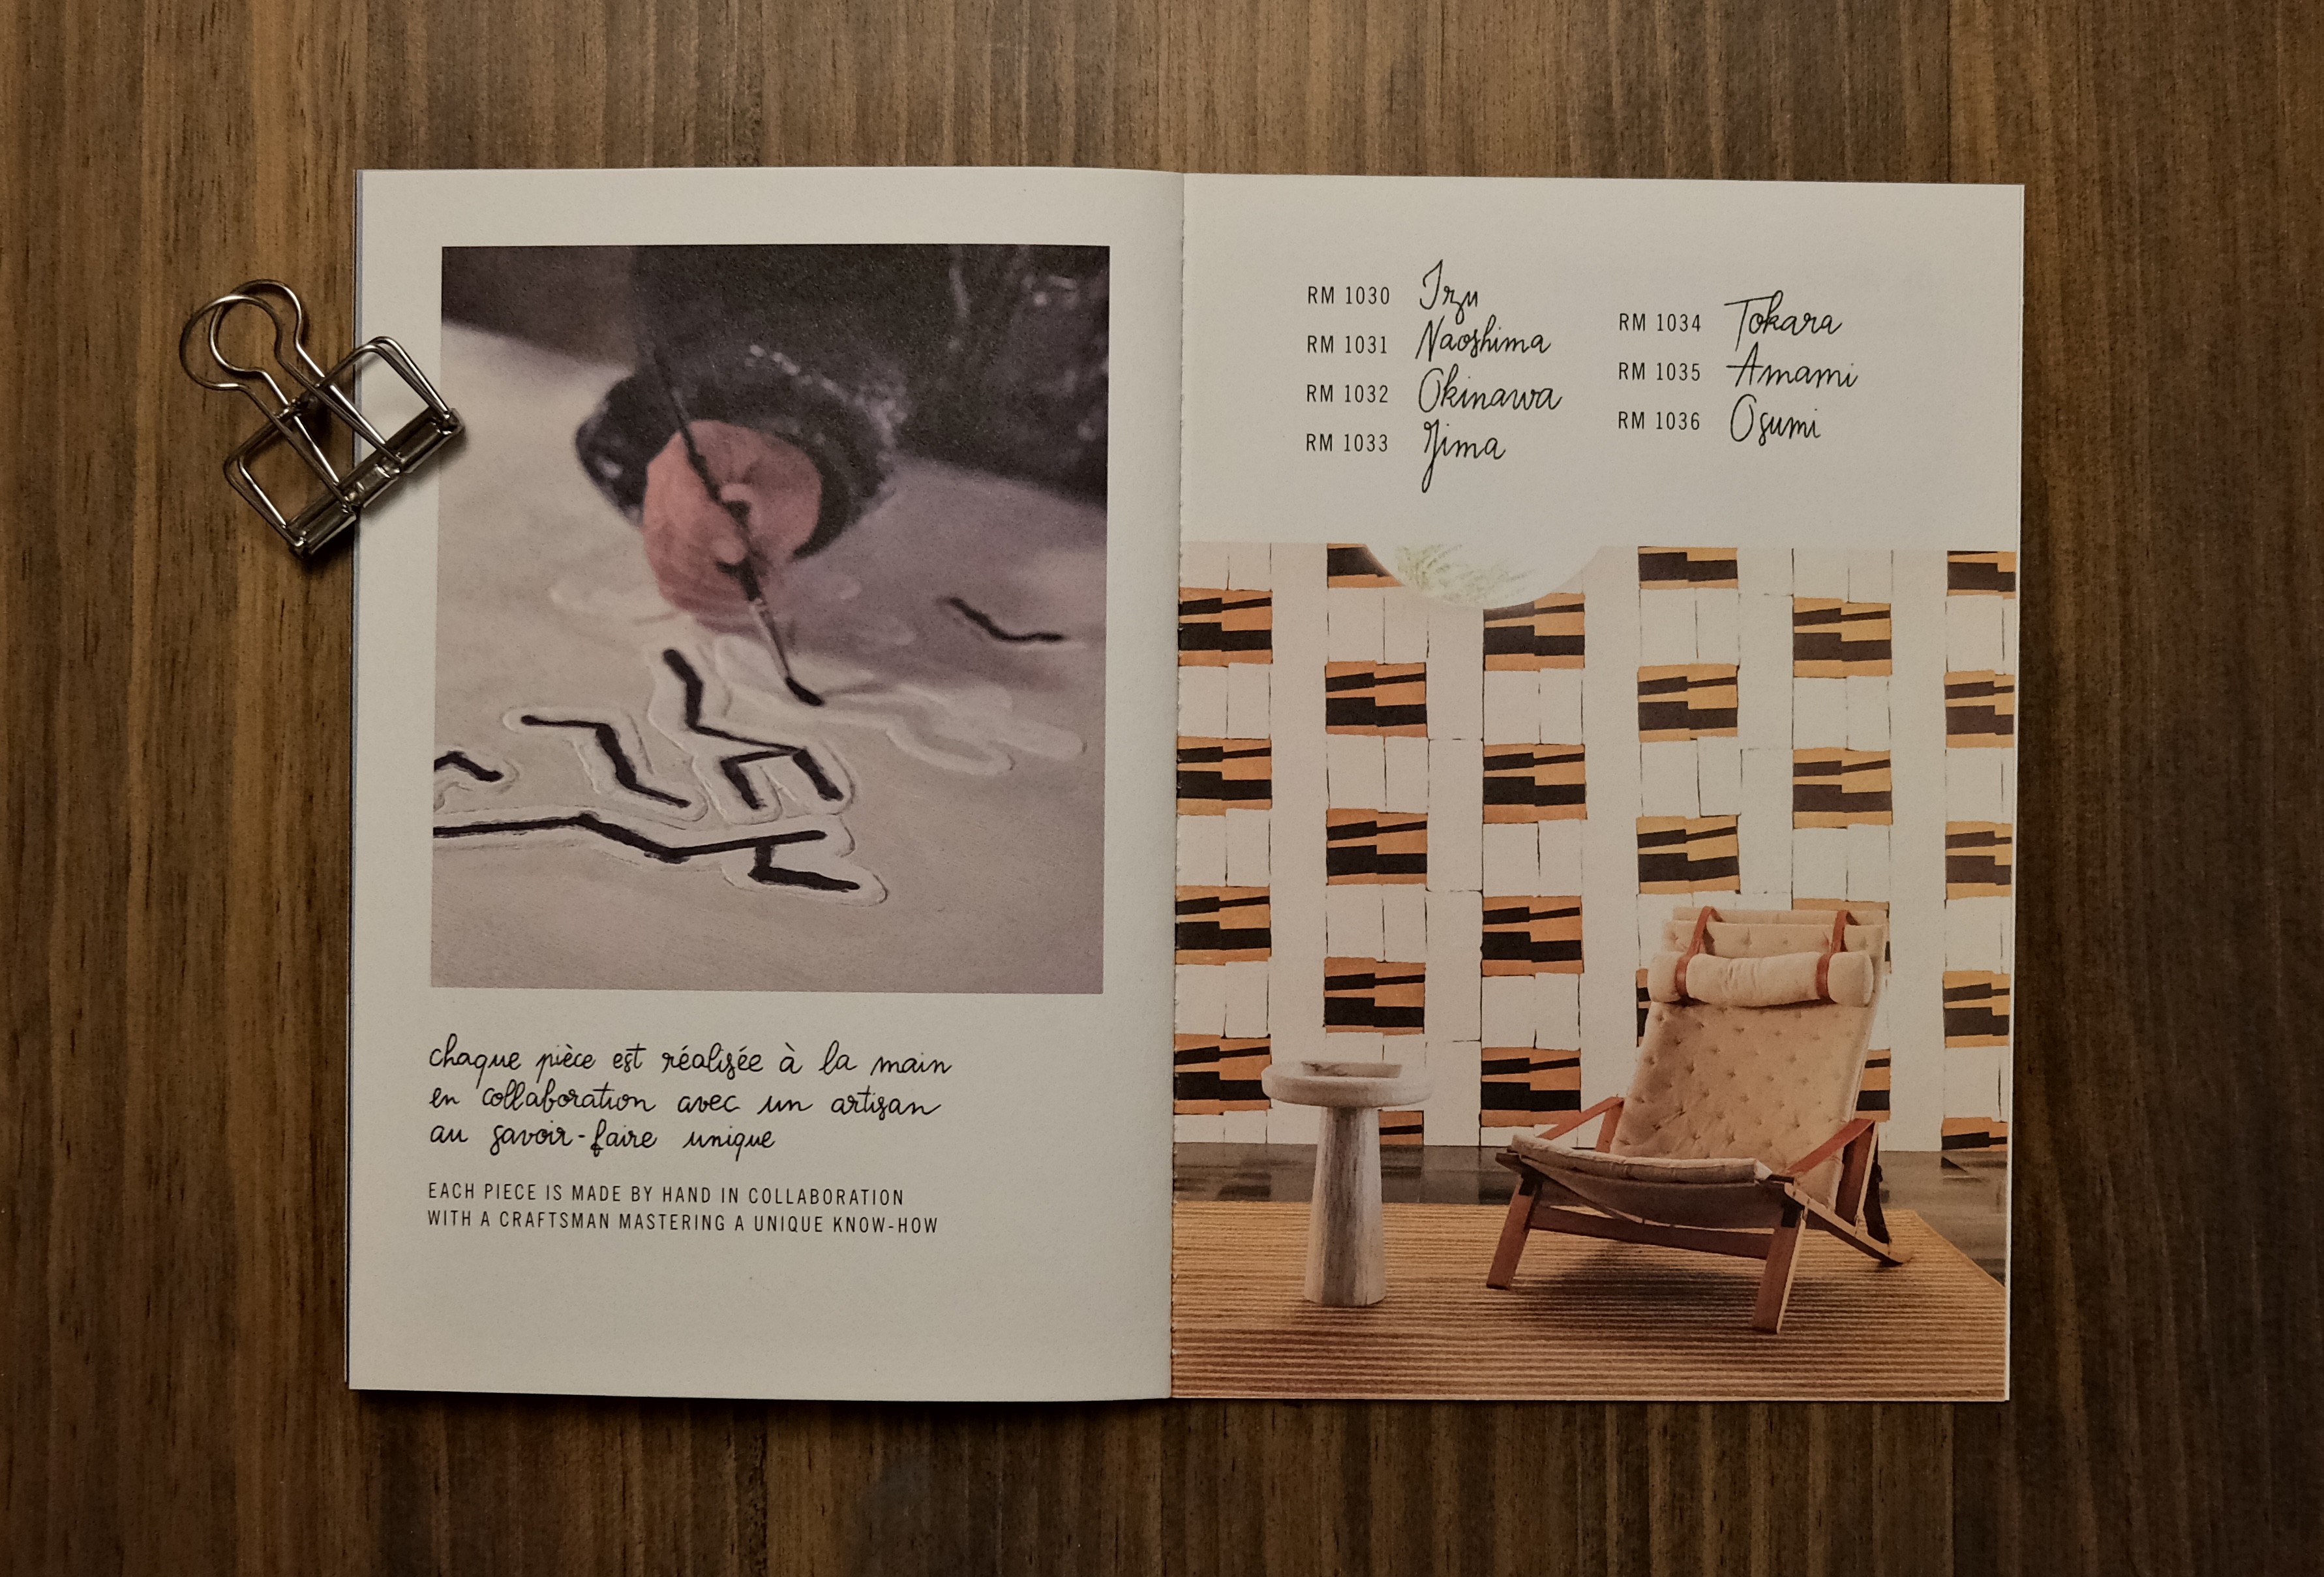 chaque pièce est réalisée à la main
en collaboration avec un artisan
au savoir-faire unique
EACH PIECE IS MADE BY HAND IN COLLABORATION
WITH A CRAFTSMAN MASTERING A UNIQUE KNOW-HOW
RM 1030 Izu
RM 1031 Naoshima
RM 1032 Okinawa
RM 1033 Jima
RM 1034 Tokara
RM 1035 Amami
RM 1036 Osumi